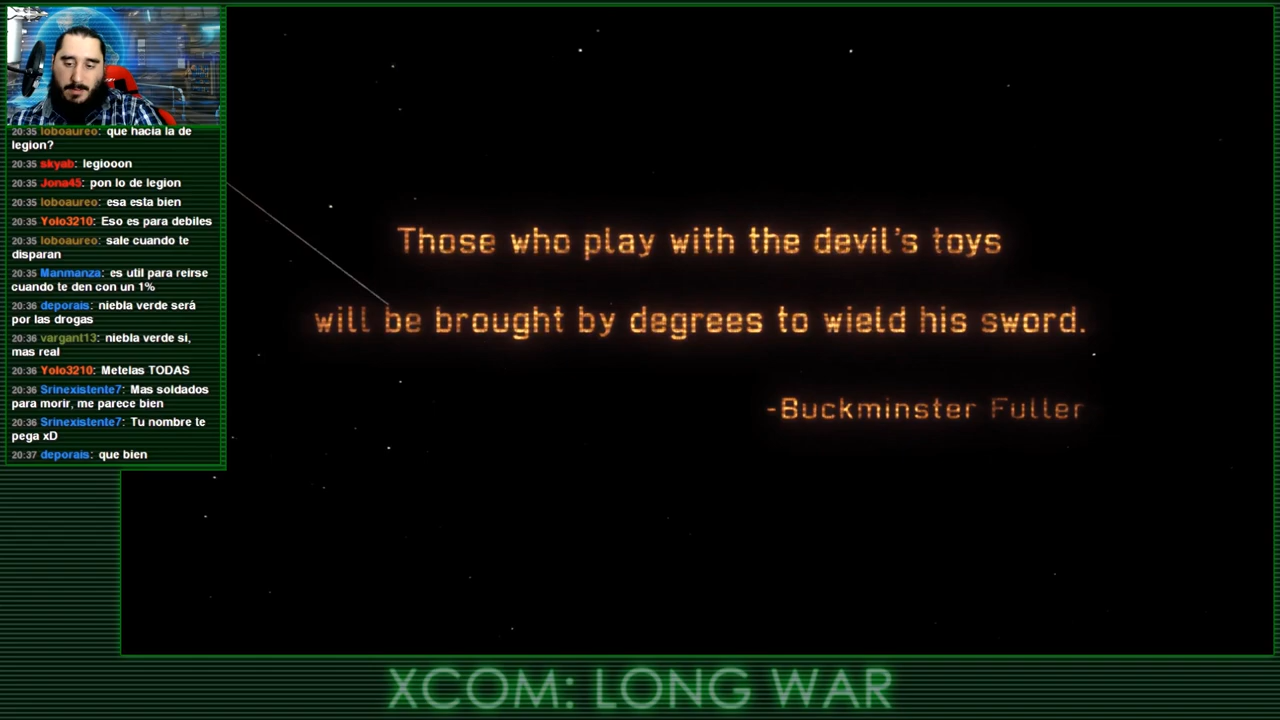 20:35 loboaureo: que hacia la de
legion?
20:35 skyab: legiooon
20:35 Jona45: pon lo de legion
20:35 loboaureo: esa esta bien
20:35 Yolo3210: Eso es para debiles
20:35 loboaureo: sale cuando te
disparan
20:35 Manmanza: es util para reirse
cuando te den con un 1%
20:36 deporais: niebla verde será
por las drogas
20:36 vargant13: niebla verde si,
mas real
20:36 Yolo3210: Metelas TODAS
20:36 Srinexistente7: Mas soldados
para morir, me parece bien
20:36 Srinexistente7: Tu nombre te
pega xD
20:37 deporais: que bien
Those who play with the devil's toys
will be brought by degrees to wield his sword.
-Buckminster Fuller
XCOM: LONG WAR